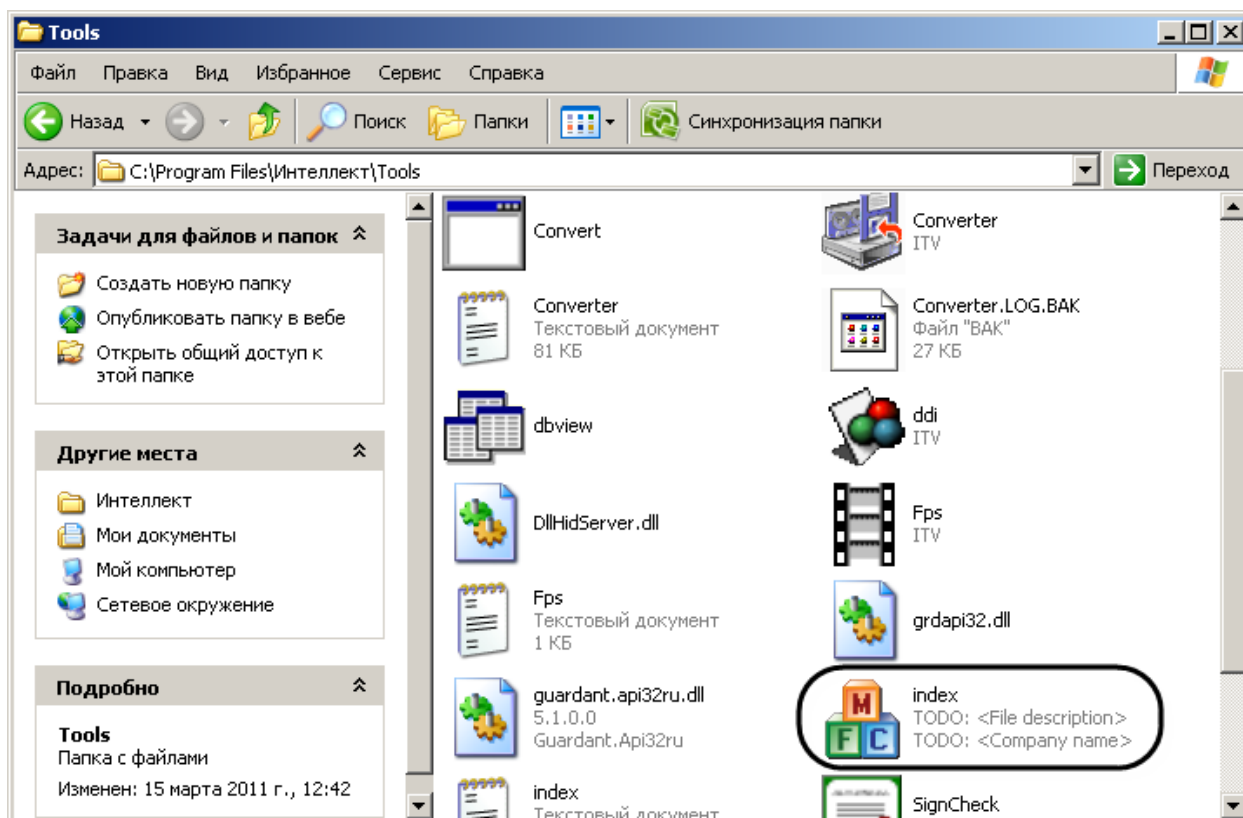 Tools
Файл Правка Вид Избранное Сервис Справка
Назад Поиск Папки Синхронизация папки
Адрес: C:\Program Files\Интеллект\Tools Переход
Задачи для файлов и папок
Создать новую папку
Опубликовать папку в вебе
Открыть общий доступ к
этой папке
Другие места
Интеллект
Мои документы
Мой компьютер
Сетевое окружение
Подробно
Tools
Папка с файлами
Изменен: 15 марта 2011 г., 12:42
Convert
Converter
ITV
Converter
Текстовый документ
81 КБ
Converter.LOG.BAK
Файл "BAK"
27 КБ
dbview
ddi
ITV
DllHidServer.dll
Fps
ITV
Fps
Текстовый документ
1 КБ
grdapi32.dll
guardant.api32ru.dll
5.1.0.0
Guardant.Api32ru
M
F C
index
TODO: <File description>
TODO: <Company name>
index
Текстовый документ
SignCheck